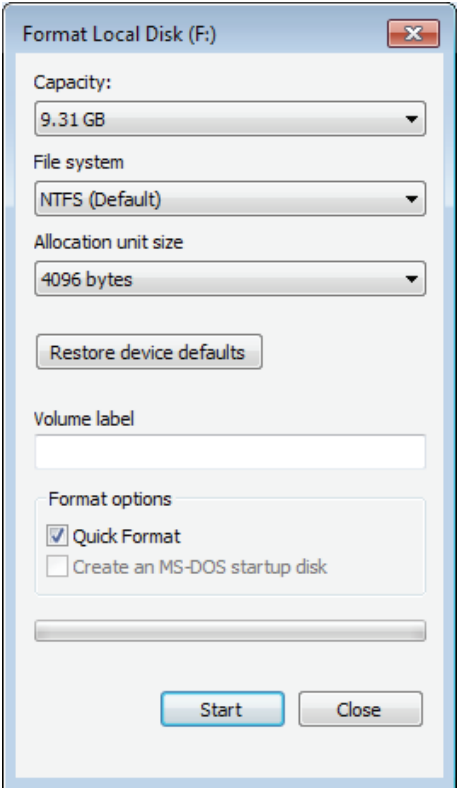 Format Local Disk (F:)
Capacity:
9.31 GB
File system
NTFS (Default)
Allocation unit size
4096 bytes
Restore device defaults
Volume label
Format options
Quick Format
Create an MS-DOS startup disk
Start Close